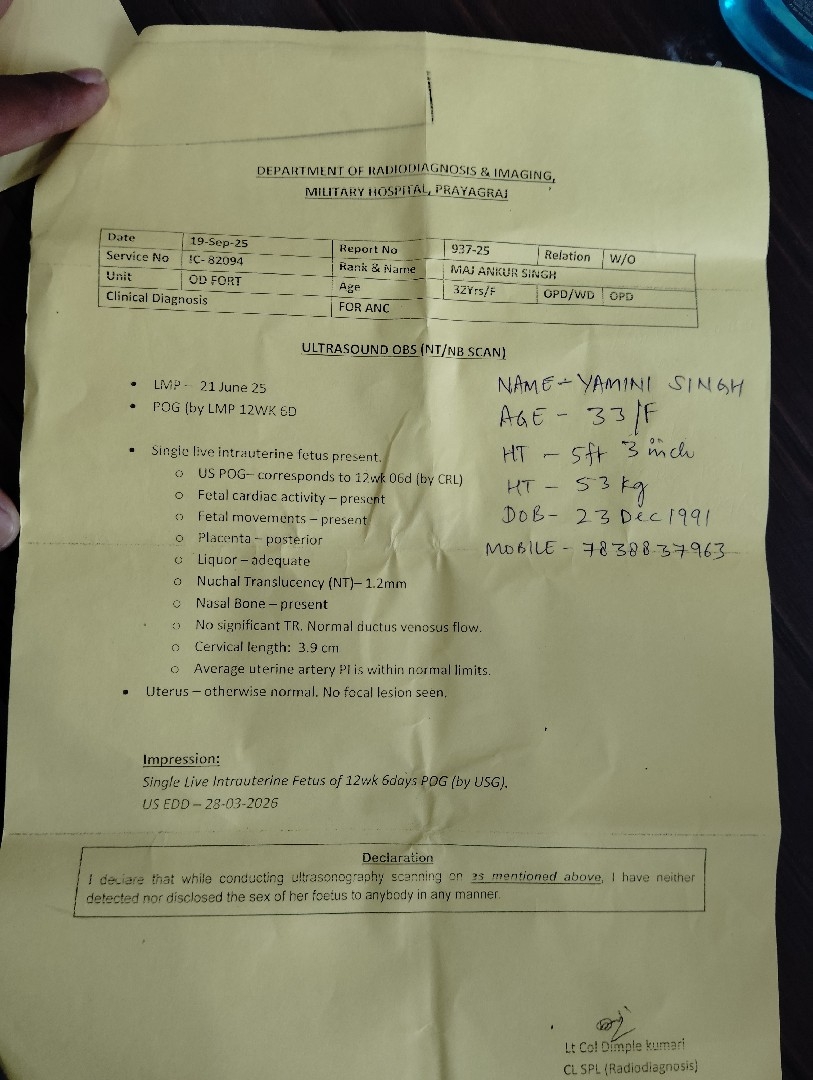 DEPARTMENT OF RADIODIAGNOSIS & IMAGING,
MILITARY HOSPITAL, PRAYAGRAJ
Date 19-Sep-25 Report No 937-25 Relation W/O
Service No IC- 82094 Rank & Name MAJ ANKUR SINGH
Unit OD FORT Age 32Yrs/F OPD/WD OPD
Clinical Diagnosis FOR ANC
ULTRASOUND OBS (NT/NB SCAN)
• LMP – 21 June 25
• POG (by LMP 12WK 6D
NAME - YAMINI SINGH
AGE - 33/F
HT - 5ft 3 inch
HT - 53 kg
DOB - 23 Dec 1991
MOBILE - 7838837963
• Single live intrauterine fetus present.
o US POG– corresponds to 12wk 06d (by CRL)
o Fetal cardiac activity – present
o Fetal movements – present
o Placenta – posterior
o Liquor – adequate
o Nuchal Translucency (NT)– 1.2mm
o Nasal Bone – present
o No significant TR. Normal ductus venosus flow.
o Cervical length: 3.9 cm
o Average uterine artery PI is within normal limits.
• Uterus – otherwise normal. No focal lesion seen.
Impression:
Single Live Intrauterine Fetus of 12wk 6days POG (by USG).
US EDD – 28-03-2026
Declaration
I declare that while conducting ultrasonography scanning on as mentioned above, I have neither
detected nor disclosed the sex of her foetus to anybody in any manner.
Lt Col Dimple kumari
CL SPL (Radiodiagnosis)